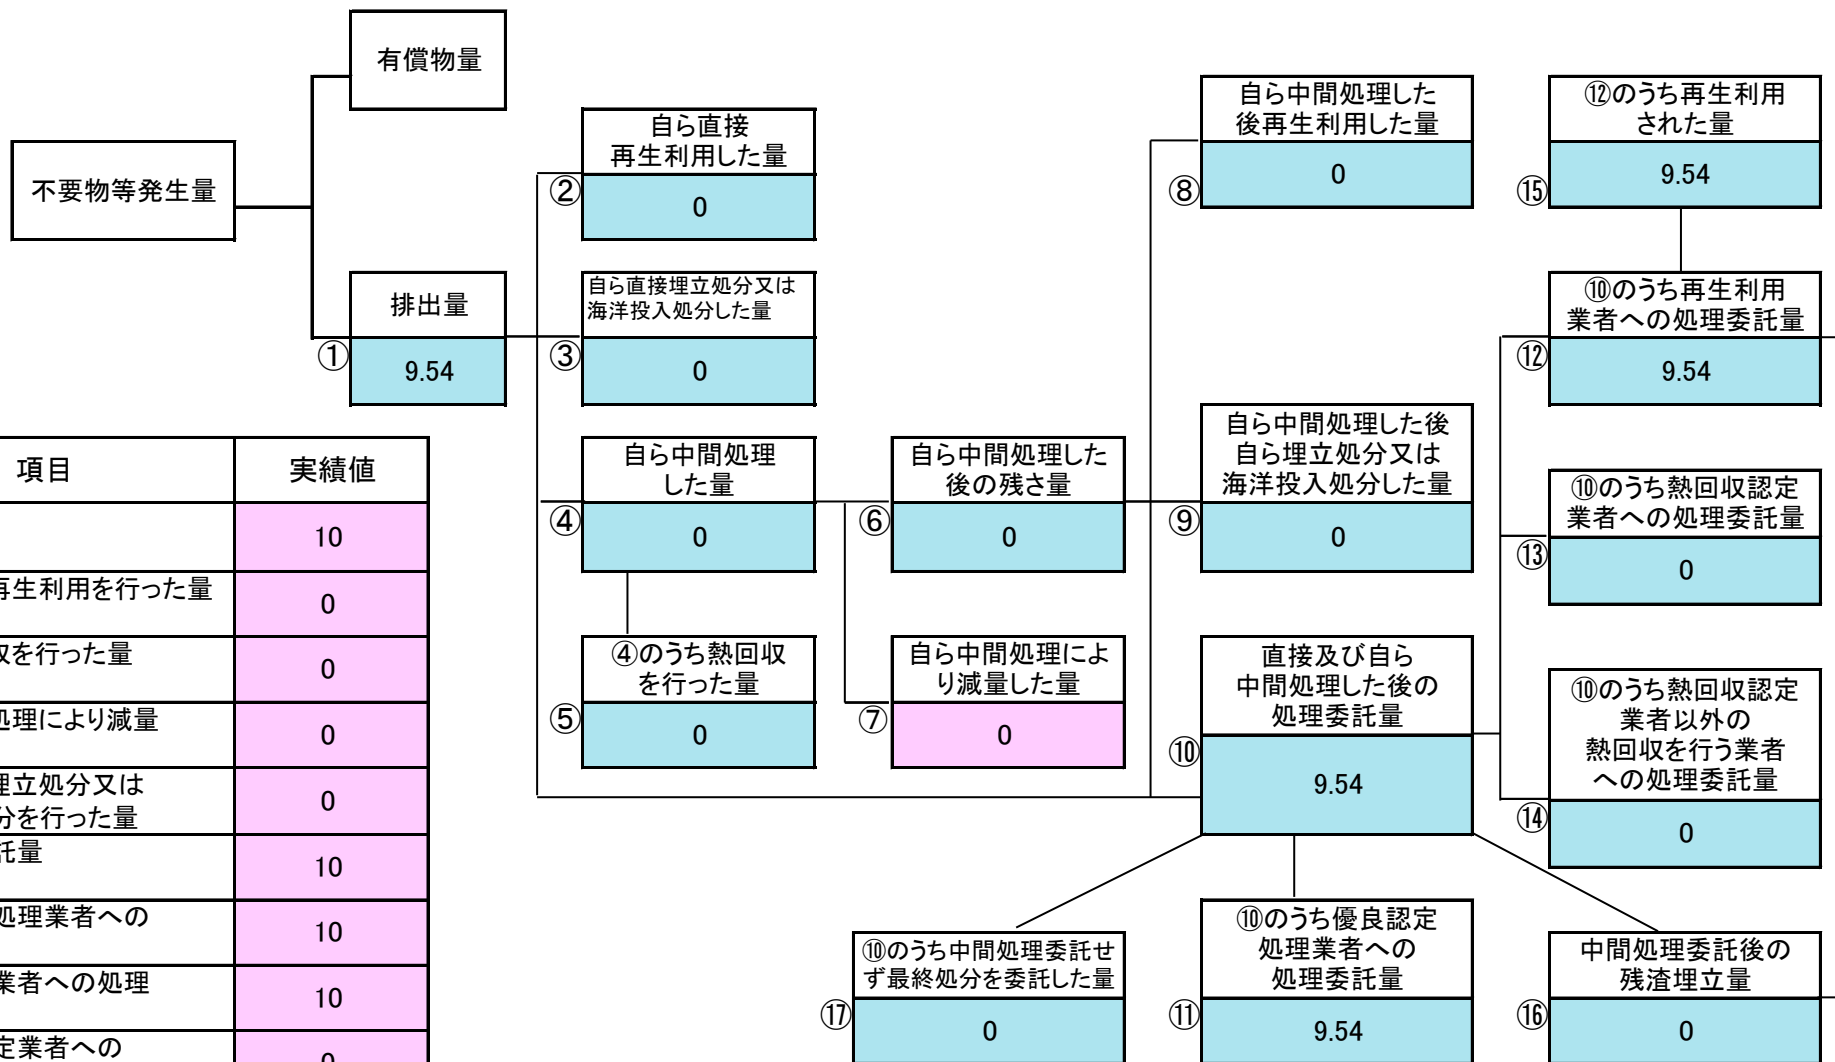 有償物量
不要物等発生量
排出量
①
9.54
自ら直接
再生利用した量
②
0
自ら直接埋立処分又は
海洋投入処分した量
③
0
自ら中間処理
した量
④
0
④のうち熱回収
を行った量
⑤
0
自ら中間処理した
後の残さ量
⑥
0
自ら中間処理によ
り減量した量
⑦
0
自ら中間処理した
後再生利用した量
⑧
0
自ら中間処理した後
自ら埋立処分又は
海洋投入処分した量
⑨
0
直接及び自ら
中間処理した後の
処理委託量
⑩
9.54
⑩のうち優良認定
処理業者への
処理委託量
⑪
9.54
⑫のうち再生利用
された量
⑮
9.54
⑩のうち再生利用
業者への処理委託量
⑫
9.54
⑩のうち熱回収認定
業者への処理委託量
⑬
0
⑩のうち熱回収認定
業者以外の
熱回収を行う業者
への処理委託量
⑭
0
中間処理委託後の
残渣埋立量
⑯
0
⑩のうち中間処理委託せ
ず最終処分を委託した量
⑰
0
項目 実績値
10
再生利用を行った量 0
収を行った量 0
処理により減量 0
埋立処分又は
分を行った量 0
託量 10
処理業者への 10
業者への処理 10
定業者への 0